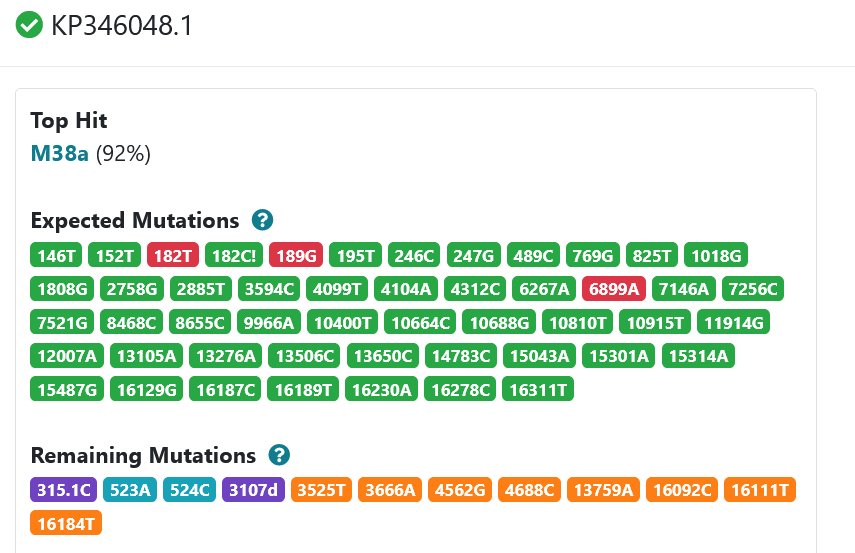 KP346048.1
Top Hit
M38a (92%)
Expected Mutations ?
146T 152T 182T 182C! 189G 195T 246C 247G 489C 769G 825T 1018G
1808G 2758G 2885T 3594C 4099T 4104A 4312C 6267A 6899A 7146A 7256C
7521G 8468C 8655C 9966A 10400T 10664C 10688G 10810T 10915T 11914G
12007A 13105A 13276A 13506C 13650C 14783C 15043A 15301A 15314A
15487G 16129G 16187C 16189T 16230A 16278C 16311T
Remaining Mutations ?
315.1C 523A 524C 3107d 3525T 3666A 4562G 4688C 13759A 16092C 16111T
16184T